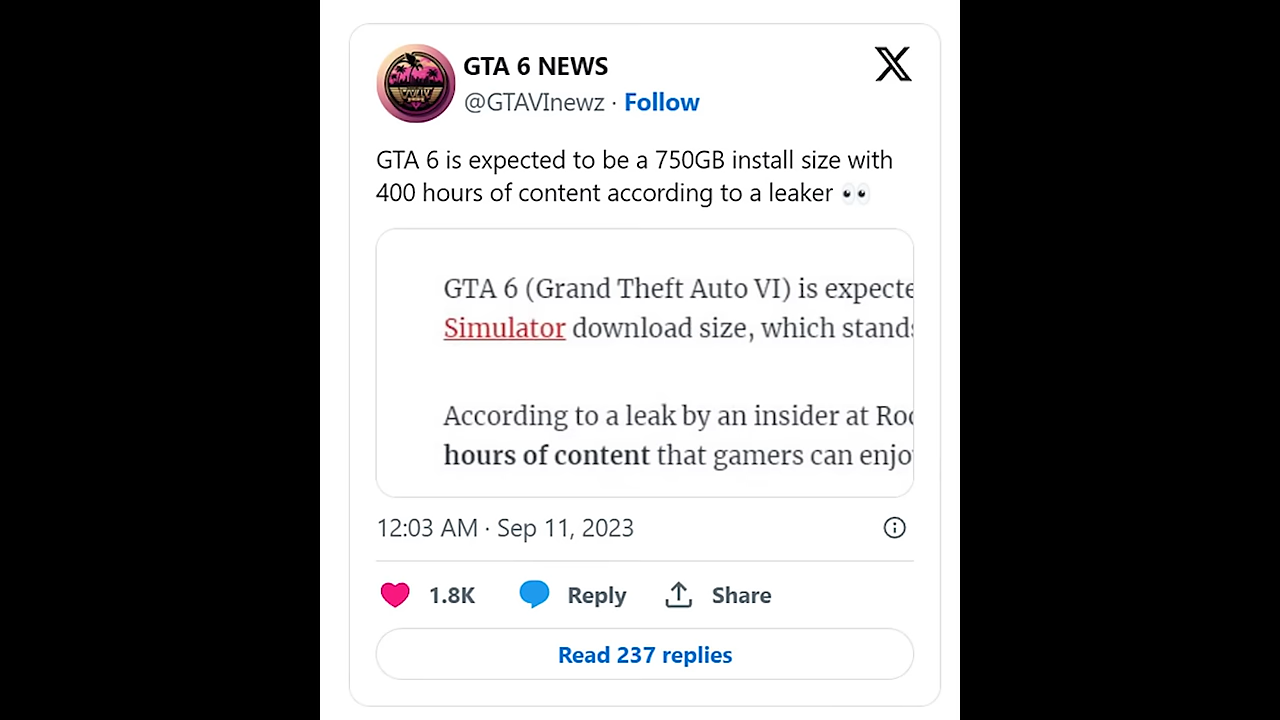 GTA 6 NEWS
@GTAVInewz · Follow
GTA 6 is expected to be a 750GB install size with
400 hours of content according to a leaker 👀
GTA 6 (Grand Theft Auto VI) is expecte
Simulator download size, which stands
According to a leak by an insider at Roc
hours of content that gamers can enjo
12:03 AM · Sep 11, 2023
1.8K Reply Share
Read 237 replies